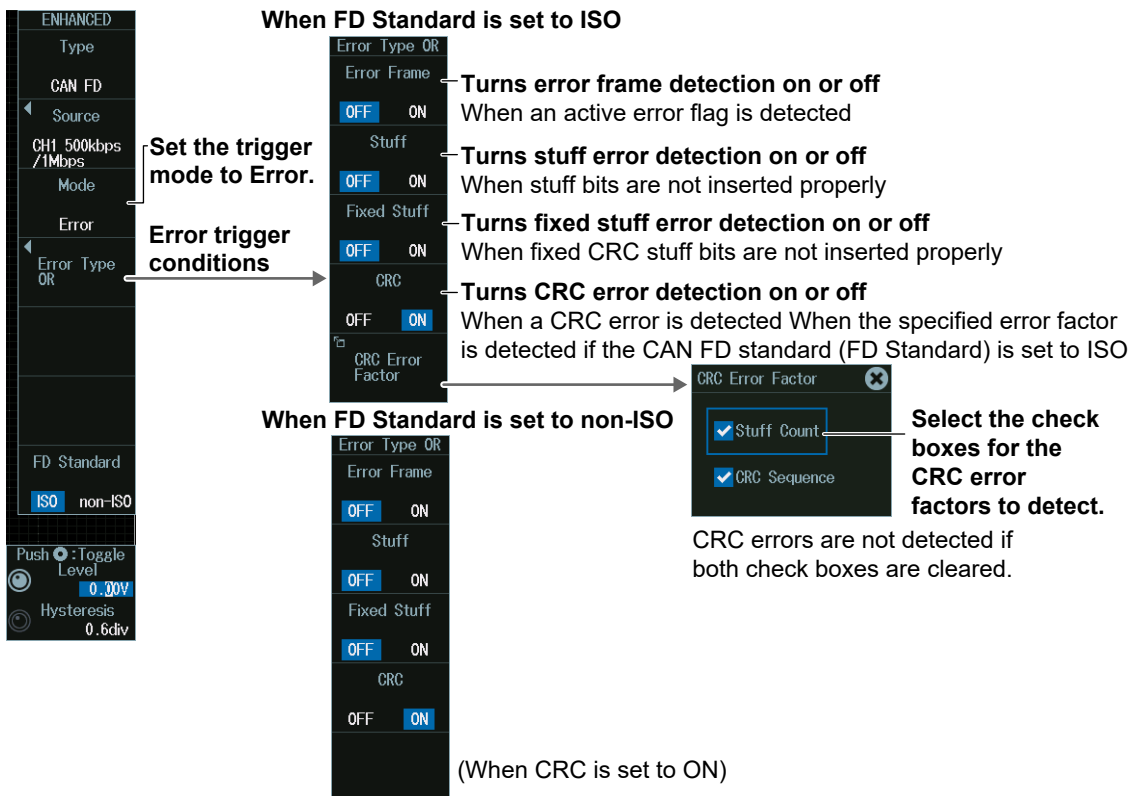 ENHANCED
Type
CAN FD
Source
CH1 500kbps
/1Mbps
Mode
Error
Error Type
OR
FD Standard
ISO non-ISO
Push :Toggle
Level
0.00V
Hysteresis
0.6div
Set the trigger
mode to Error.
Error trigger
conditions
When FD Standard is set to ISO
Error Type OR
Error Frame
OFF ON
Stuff
OFF ON
Fixed Stuff
OFF ON
CRC
OFF ON
CRC Error
Factor
Turns error frame detection on or off
When an active error flag is detected
Turns stuff error detection on or off
When stuff bits are not inserted properly
Turns fixed stuff error detection on or off
When fixed CRC stuff bits are not inserted properly
Turns CRC error detection on or off
When a CRC error is detected When the specified error factor
is detected if the CAN FD standard (FD Standard) is set to ISO
CRC Error Factor
Stuff Count
CRC Sequence
Select the check
boxes for the
CRC error
factors to detect.
CRC errors are not detected if
both check boxes are cleared.
When FD Standard is set to non-ISO
Error Type OR
Error Frame
OFF ON
Stuff
OFF ON
Fixed Stuff
OFF ON
CRC
OFF ON
(When CRC is set to ON)